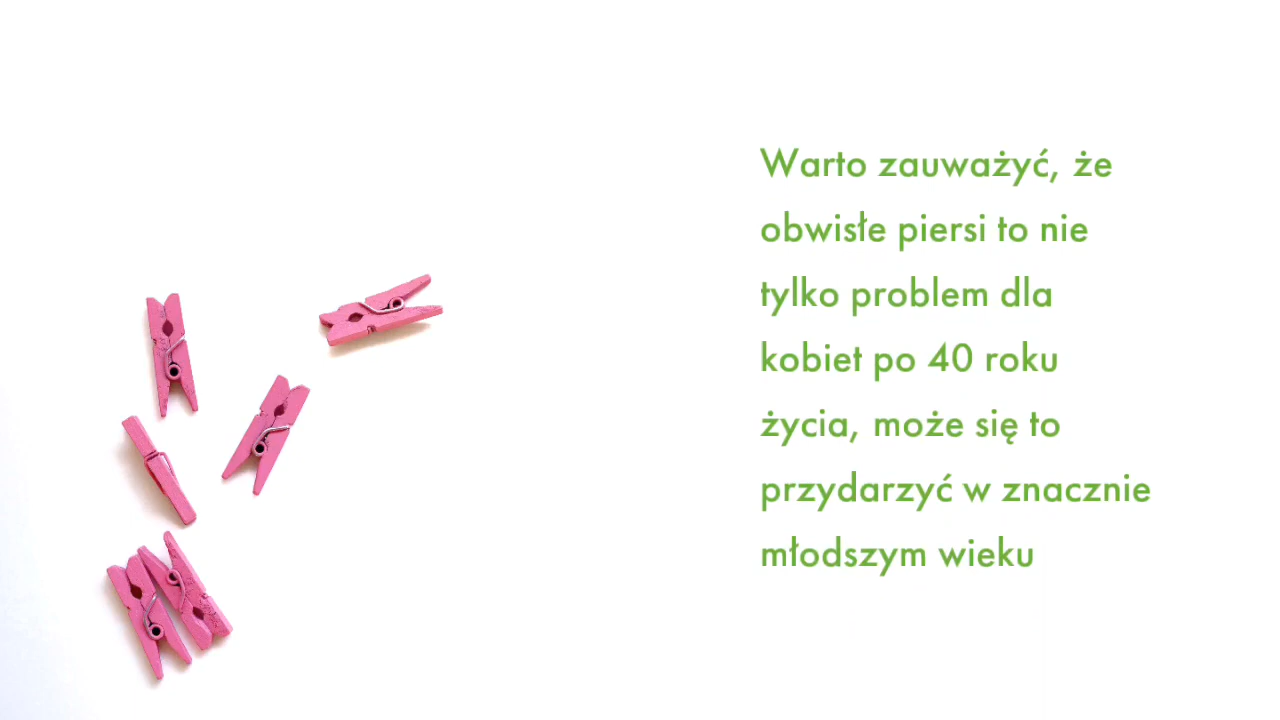 Warto zauważyć, że
obwisłe piersi to nie
tylko problem dla
kobiet po 40 roku
życia, może się to
przydarzyć w znacznie
młodszym wieku